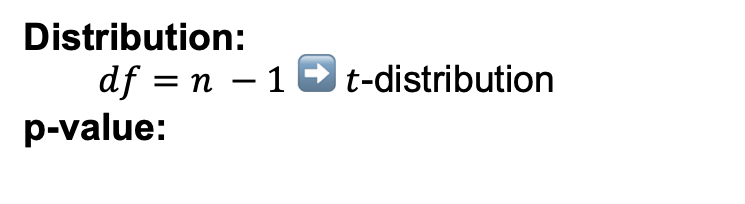 Distribution:
df = n − 1 ➡️ t-distribution
p-value: